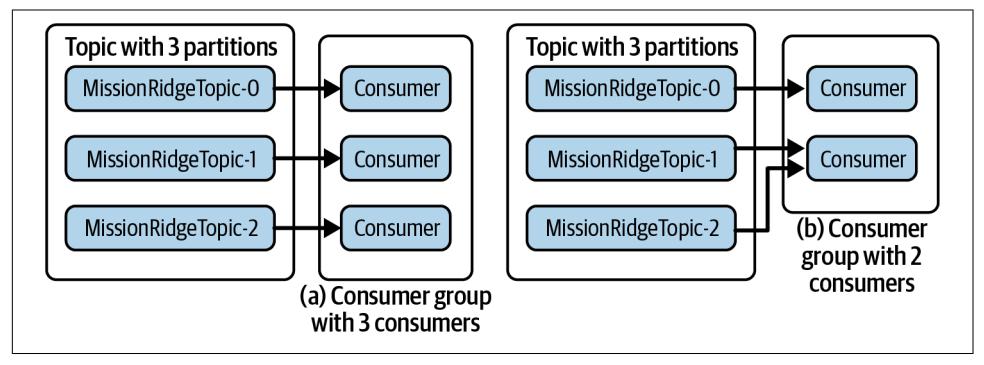 Topic with 3 partitions
MissionRidgeTopic-0
Consumer
MissionRidgeTopic-1
Consumer
MissionRidgeTopic-2
Consumer
(a) Consumer group
with 3 consumers
Topic with 3 partitions
MissionRidgeTopic-0
Consumer
MissionRidgeTopic-1
Consumer
MissionRidgeTopic-2
(b) Consumer
group with 2
consumers